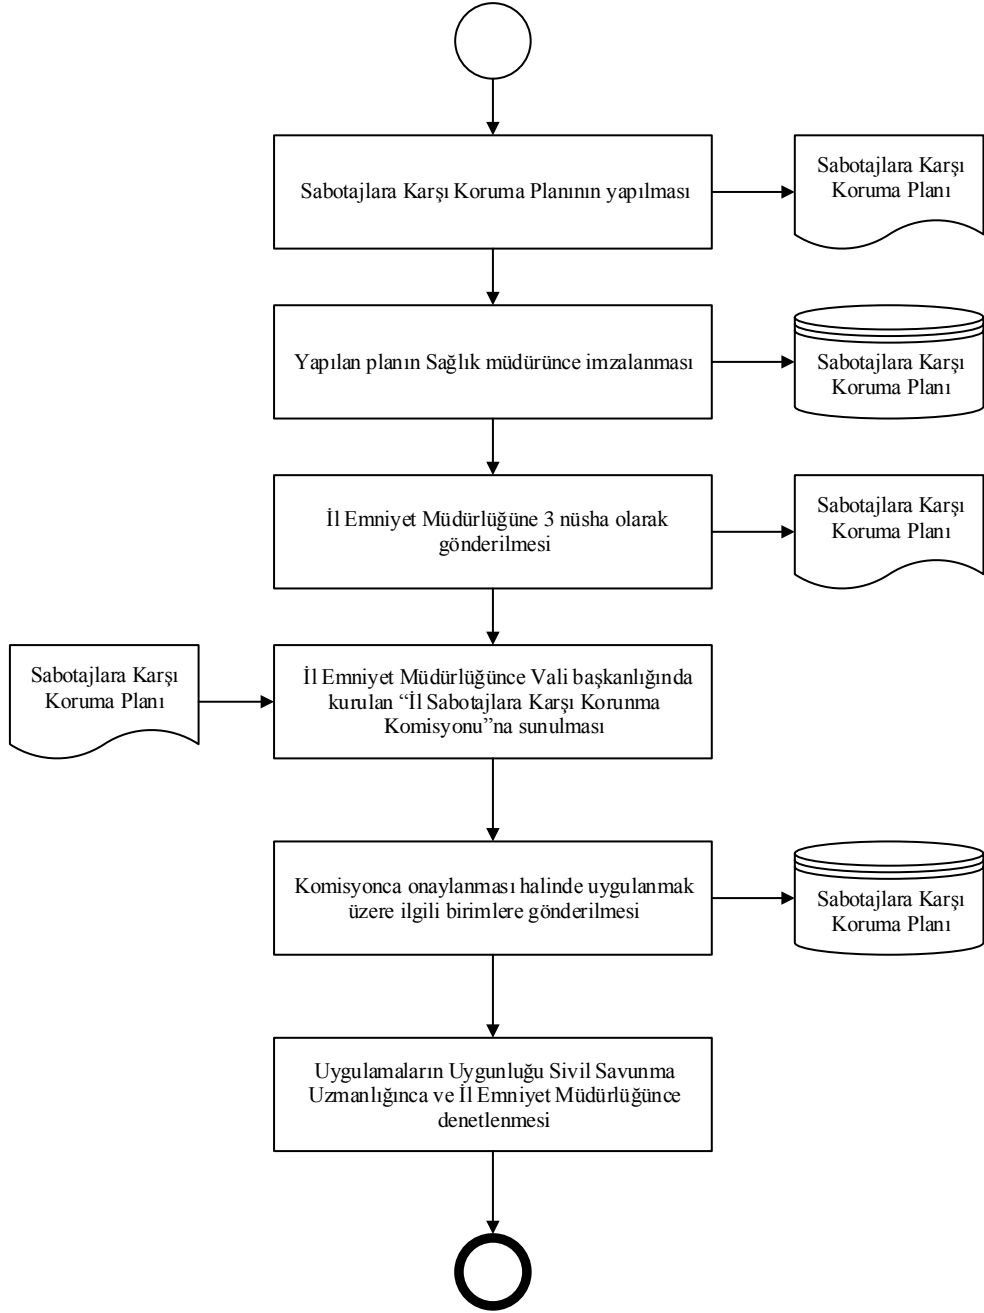 Sabotajlara Karşı Koruma Planının yapılması
Sabotajlara Karşı
Koruma Planı
Yapılan planın Sağlık müdürünce imzalanması
Sabotajlara Karşı
Koruma Planı
İl Emniyet Müdürlüğüne 3 nüsha olarak
gönderilmesi
Sabotajlara Karşı
Koruma Planı
Sabotajlara Karşı
Koruma Planı
İl Emniyet Müdürlüğünce Vali başkanlığında
kurulan “İl Sabotajlara Karşı Korunma
Komisyonu”na sunulması
Komisyonca onaylanması halinde uygulanmak
üzere ilgili birimlere gönderilmesi
Sabotajlara Karşı
Koruma Planı
Uygulamaların Uygunluğu Sivil Savunma
Uzmanlığınca ve İl Emniyet Müdürlüğünce
denetlenmesi